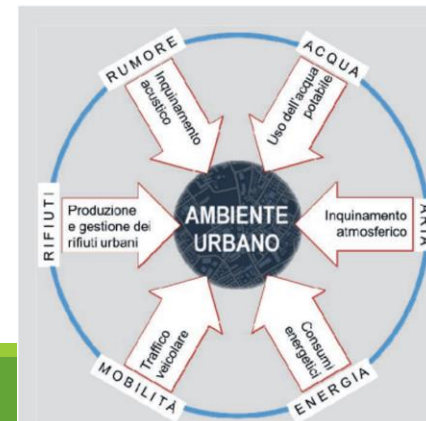 RUMORE
Inquinamento
acustico
ACQUA
Uso dell'acqua
potabile
RIFIUTI
Produzione
e gestione dei
rifiuti urbani
AMBIENTE
URBANO
Inquinamento
atmosferico
ARIA
MOBILITÀ
Traffico
veicolare
ENERGIA
Consumi
energetici